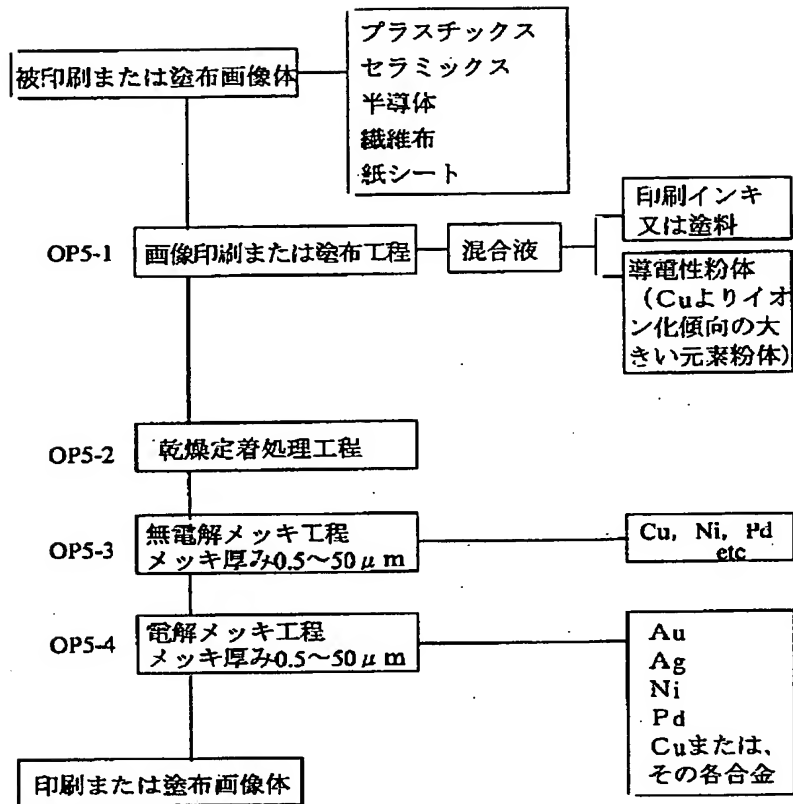 被印刷または塗布画像体
プラスチックス
セラミックス
半導体
繊維布
紙シート
OP5-1
画像印刷または塗布工程
混合液
印刷インキ
又は塗料
導電性粉体
(Cuよりイオ
ン化傾向の大
きい元素粉体)
OP5-2
乾燥定着処理工程
OP5-3
無電解メッキ工程
メッキ厚み0.5~50μm
Cu, Ni, Pd
etc
OP5-4
電解メッキ工程
メッキ厚み0.5~50μm
Au
Ag
Ni
Pd
Cuまたは、
その各合金
印刷または塗布画像体